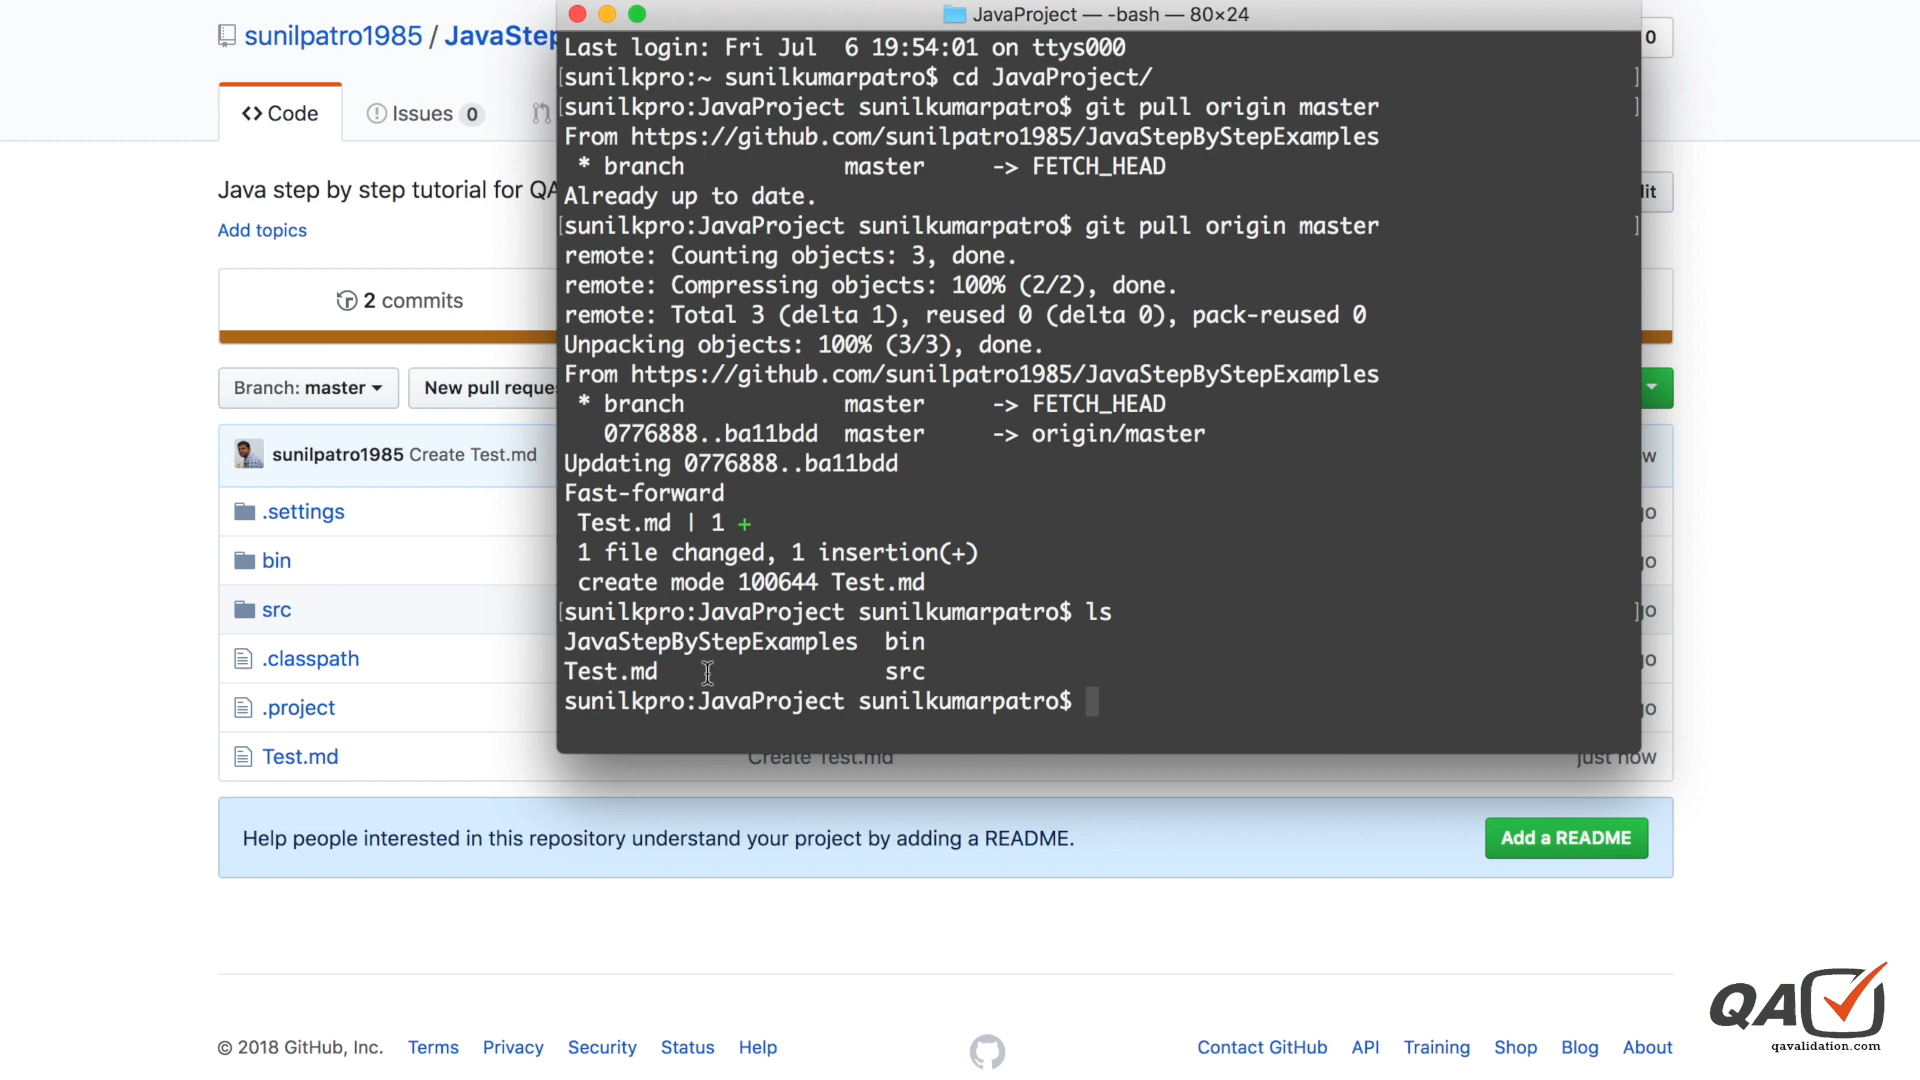 sunilpatro1985 / JavaStep
0
Code
Issues 0
Java step by step tutorial for QA
Add topics
2 commits
Branch: master
New pull reque
sunilpatro1985 Create Test.md
.settings
bin
src
.classpath
.project
Test.md
Create Test.md
just now
JavaProject — -bash — 80×24
Last login: Fri Jul  6 19:54:01 on ttys000
[sunilkpro:~ sunilkumarpatro$ cd JavaProject/ ]
[sunilkpro:JavaProject sunilkumarpatro$ git pull origin master ]
From https://github.com/sunilpatro1985/JavaStepByStepExamples
 * branch            master     -> FETCH_HEAD
Already up to date.
[sunilkpro:JavaProject sunilkumarpatro$ git pull origin master ]
remote: Counting objects: 3, done.
remote: Compressing objects: 100% (2/2), done.
remote: Total 3 (delta 1), reused 0 (delta 0), pack-reused 0
Unpacking objects: 100% (3/3), done.
From https://github.com/sunilpatro1985/JavaStepByStepExamples
 * branch            master     -> FETCH_HEAD
   0776888..ba11bdd  master     -> origin/master
Updating 0776888..ba11bdd
Fast-forward
 Test.md | 1 +
 1 file changed, 1 insertion(+)
 create mode 100644 Test.md
[sunilkpro:JavaProject sunilkumarpatro$ ls ]
JavaStepByStepExamples  bin
Test.md                 src
sunilkpro:JavaProject sunilkumarpatro$
Help people interested in this repository understand your project by adding a README.
Add a README
© 2018 GitHub, Inc. Terms Privacy Security Status Help
Contact GitHub API Training Shop Blog About
QA
qavalidation.com